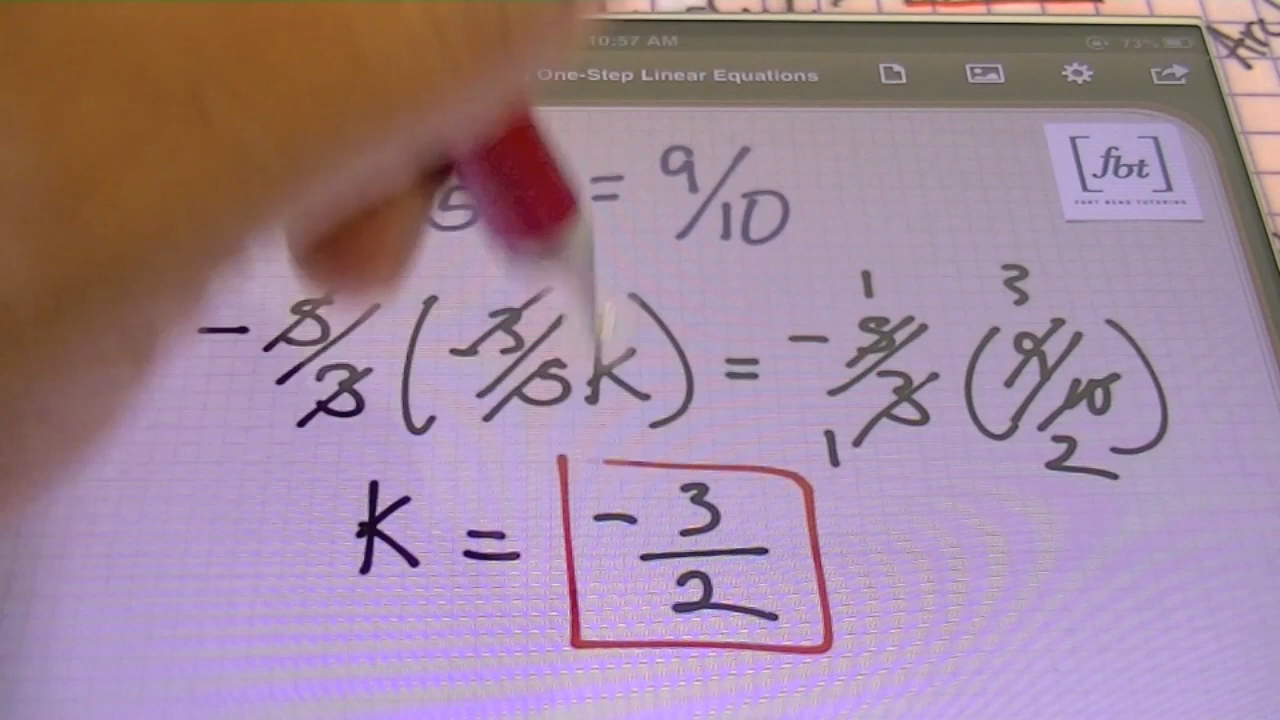 10:57 AM 73%
One-Step Linear Equations
[fbt]
FORT BEND TUTORING
5 = 9/10
- 5/3 (-3/5 K) = - 5/3 (9/10)
1 3
1 2
K = - 3/2